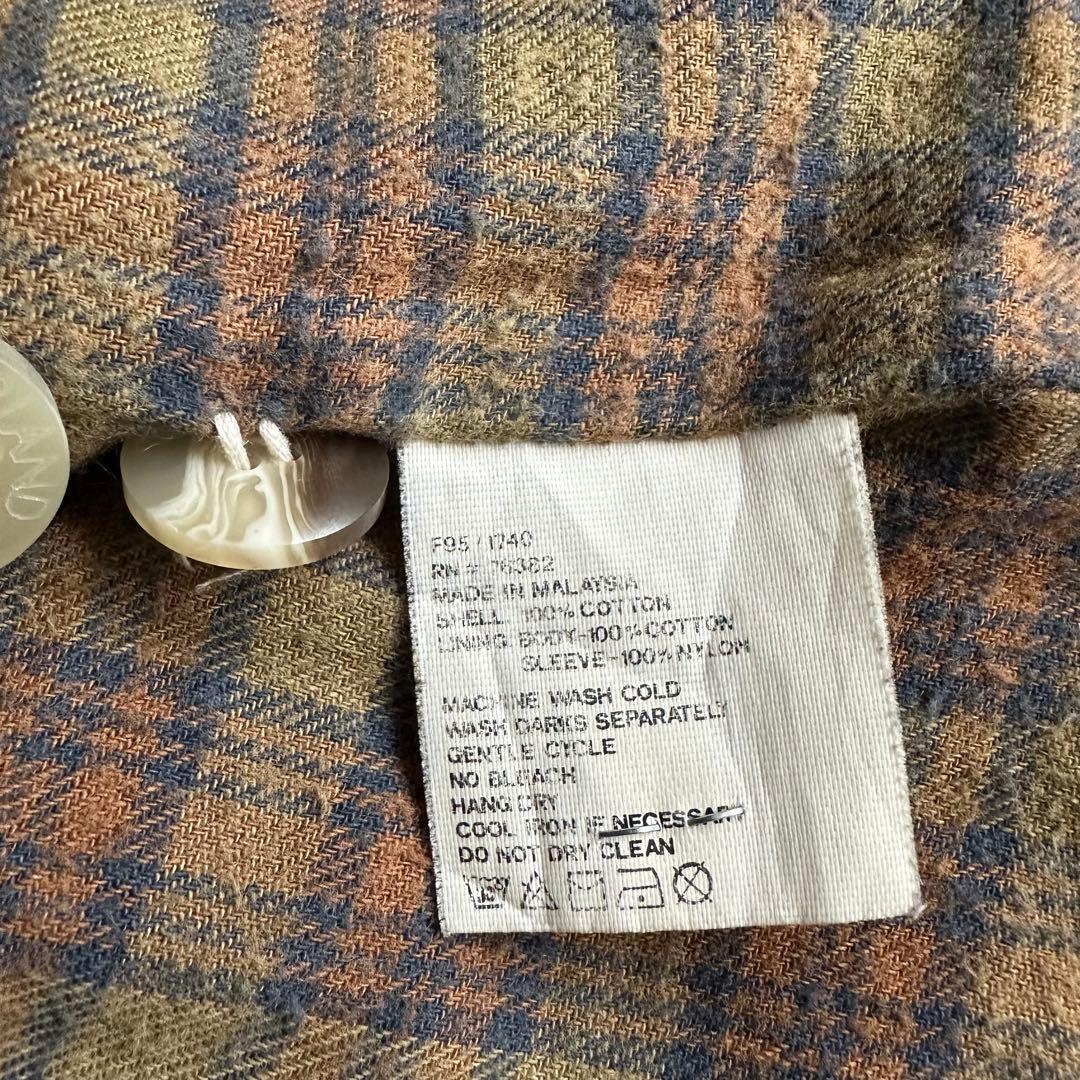 F95 / 1740
RN # 76382
MADE IN MALAYSIA
SHELL. 100% COTTON
LINING. BODY-100% COTTON
SLEEVE-100% NYLON
MACHINE WASH COLD
WASH DARKS SEPARATELY
GENTLE CYCLE
NO BLEACH
HANG DRY
COOL IRON IF NECESSARY
DO NOT DRY CLEAN